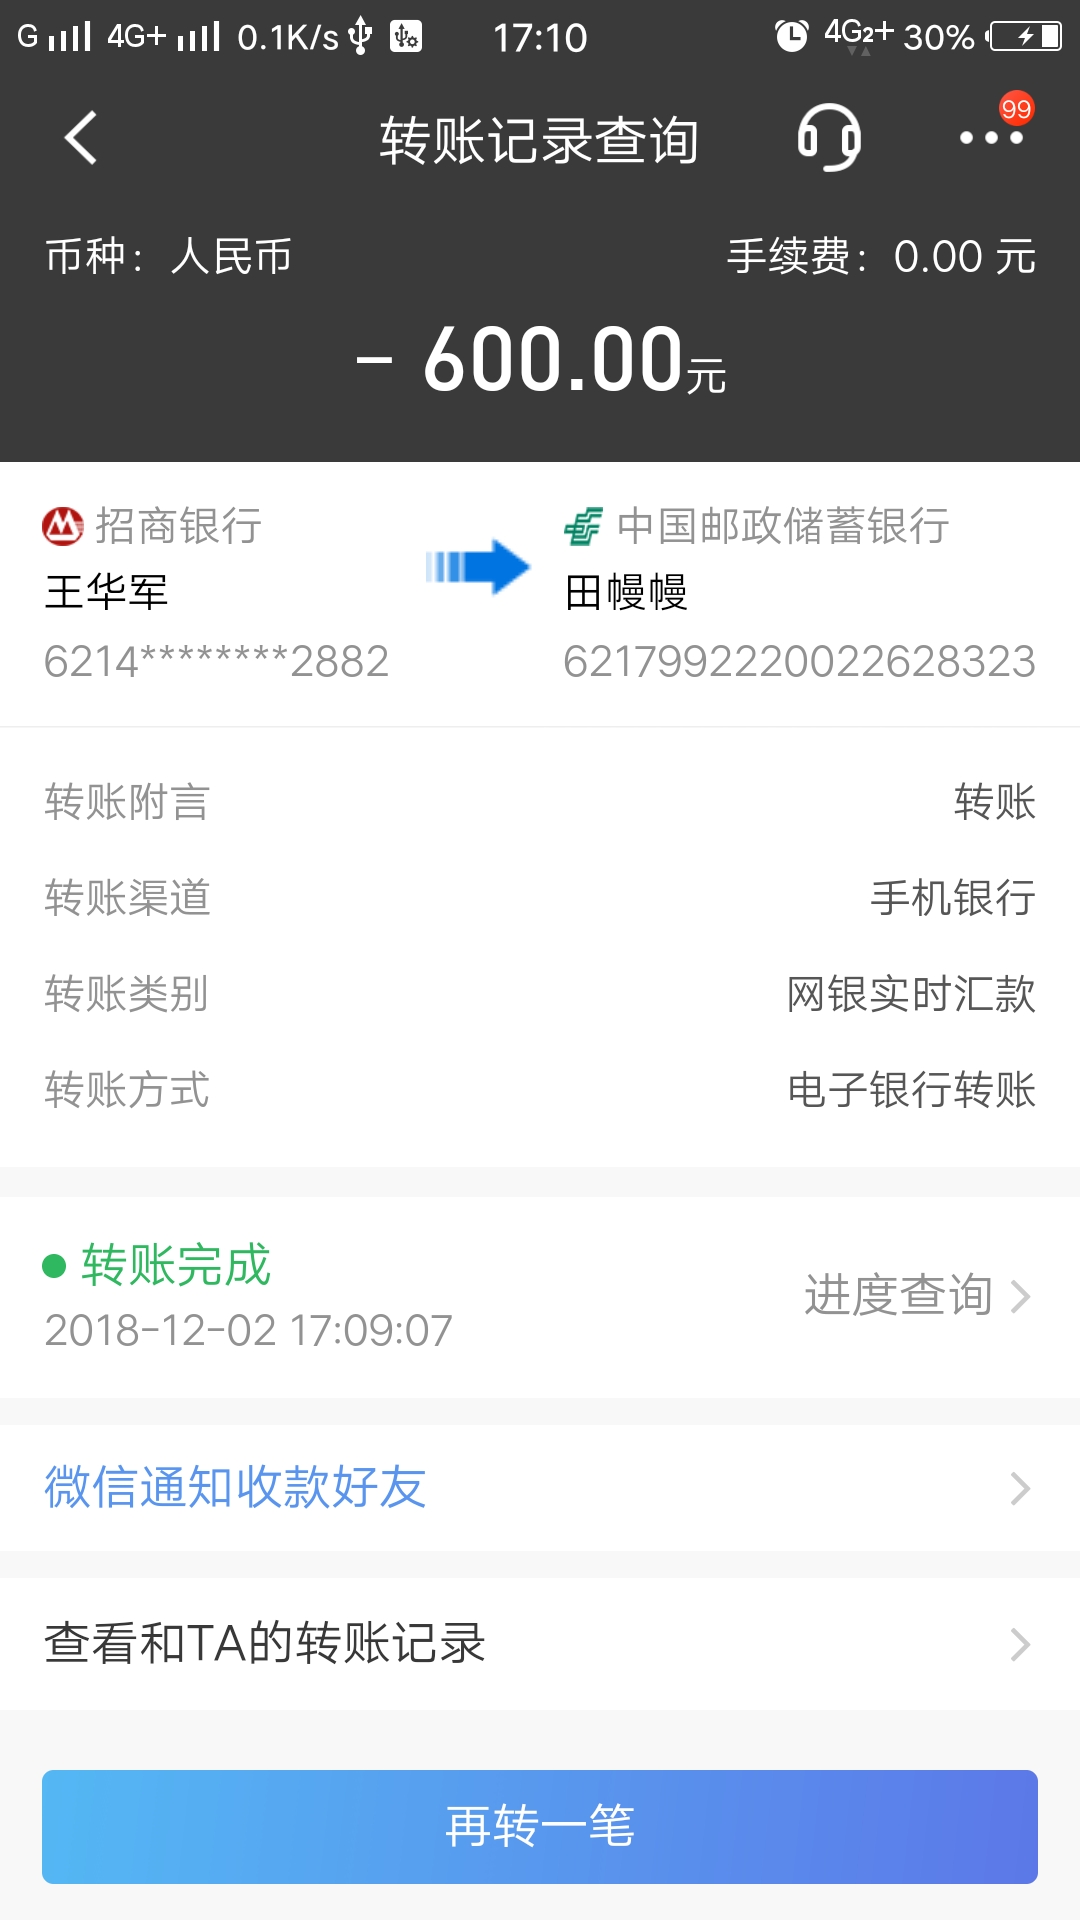 G 4G+ 0.1K/s 17:10 4G2+ 30%
转账记录查询 99
币种：人民币 手续费：0.00 元
- 600.00元
招商银行 中国邮政储蓄银行
王华军 田幔幔
6214********2882 6217992220022628323
转账附言 转账
转账渠道 手机银行
转账类别 网银实时汇款
转账方式 电子银行转账
转账完成
进度查询
2018-12-02 17:09:07
微信通知收款好友
查看和TA的转账记录
再转一笔